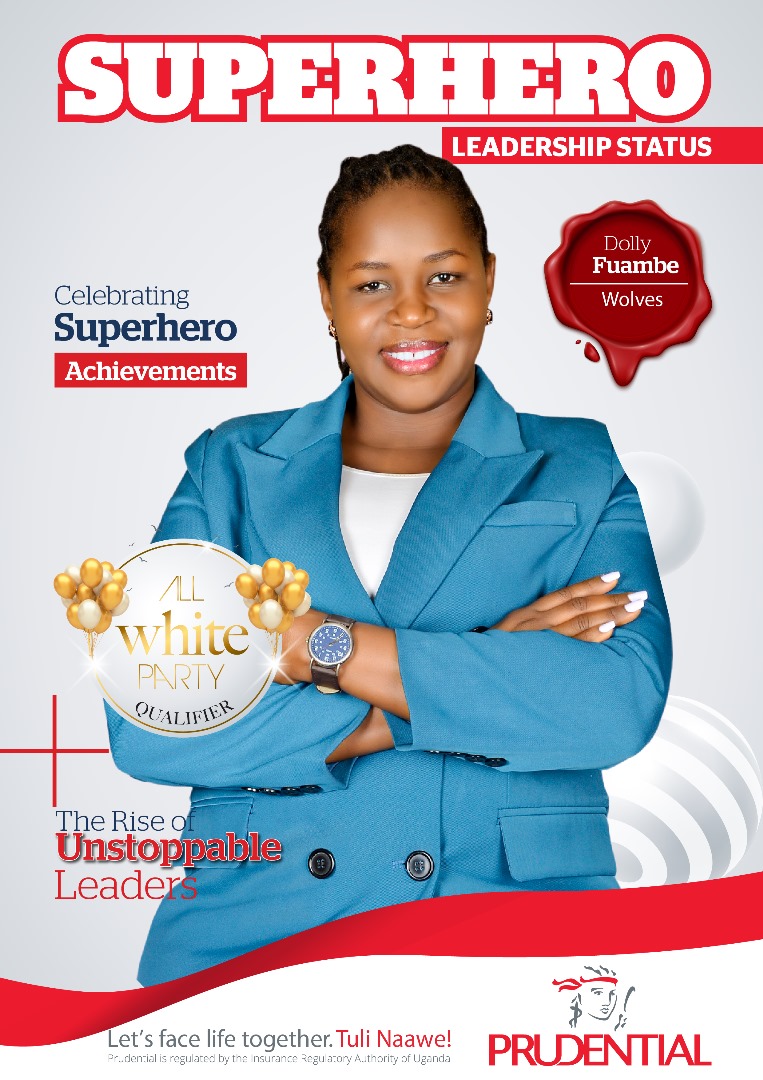 SUPERHERO
LEADERSHIP STATUS
Dolly
Fuambe
Wolves
Celebrating
Superhero
Achievements
ALL
white
PARTY
QUALIFIER
The Rise of
Unstoppable
Leaders
Let's face life together. Tuli Naawe!
Prudential is regulated by the Insurance Regulatory Authority of Uganda
PRUDENTIAL